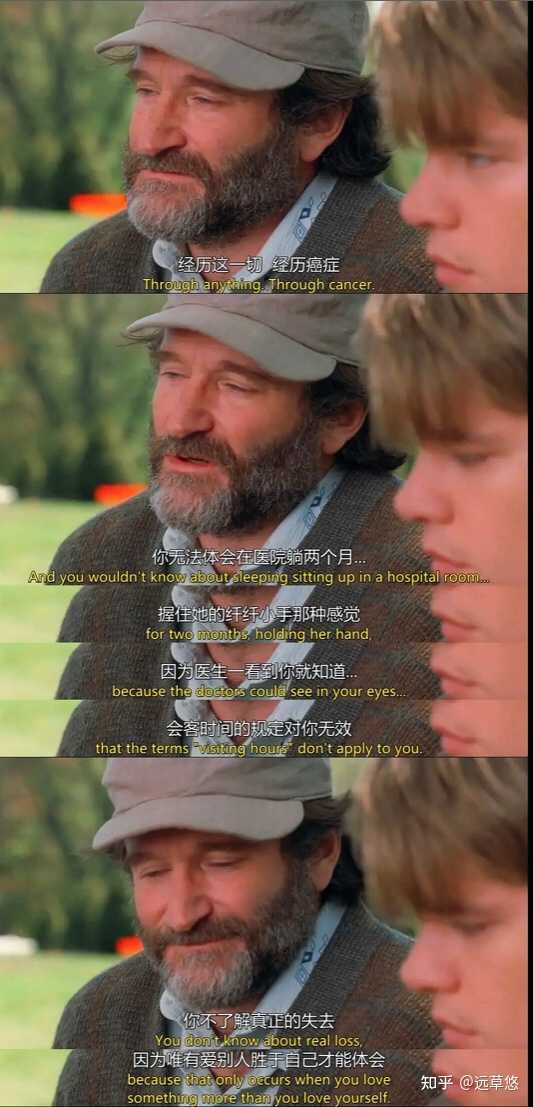 经历这一切 经历癌症
Through anything. Through cancer.
你无法体会在医院躺两个月...
And you wouldn't know about sleeping sitting up in a hospital room...
握住她的纤纤小手那种感觉
for two months, holding her hand,
因为医生一看到你就知道...
because the doctors could see in your eyes...
会客时间的规定对你无效
that the terms "visiting hours" don't apply to you.
你不了解真正的失去
You don't know about real loss,
因为唯有爱别人胜于自己才能体会
because that only occurs when you love
something more than you love yourself.
知乎 @远草悠